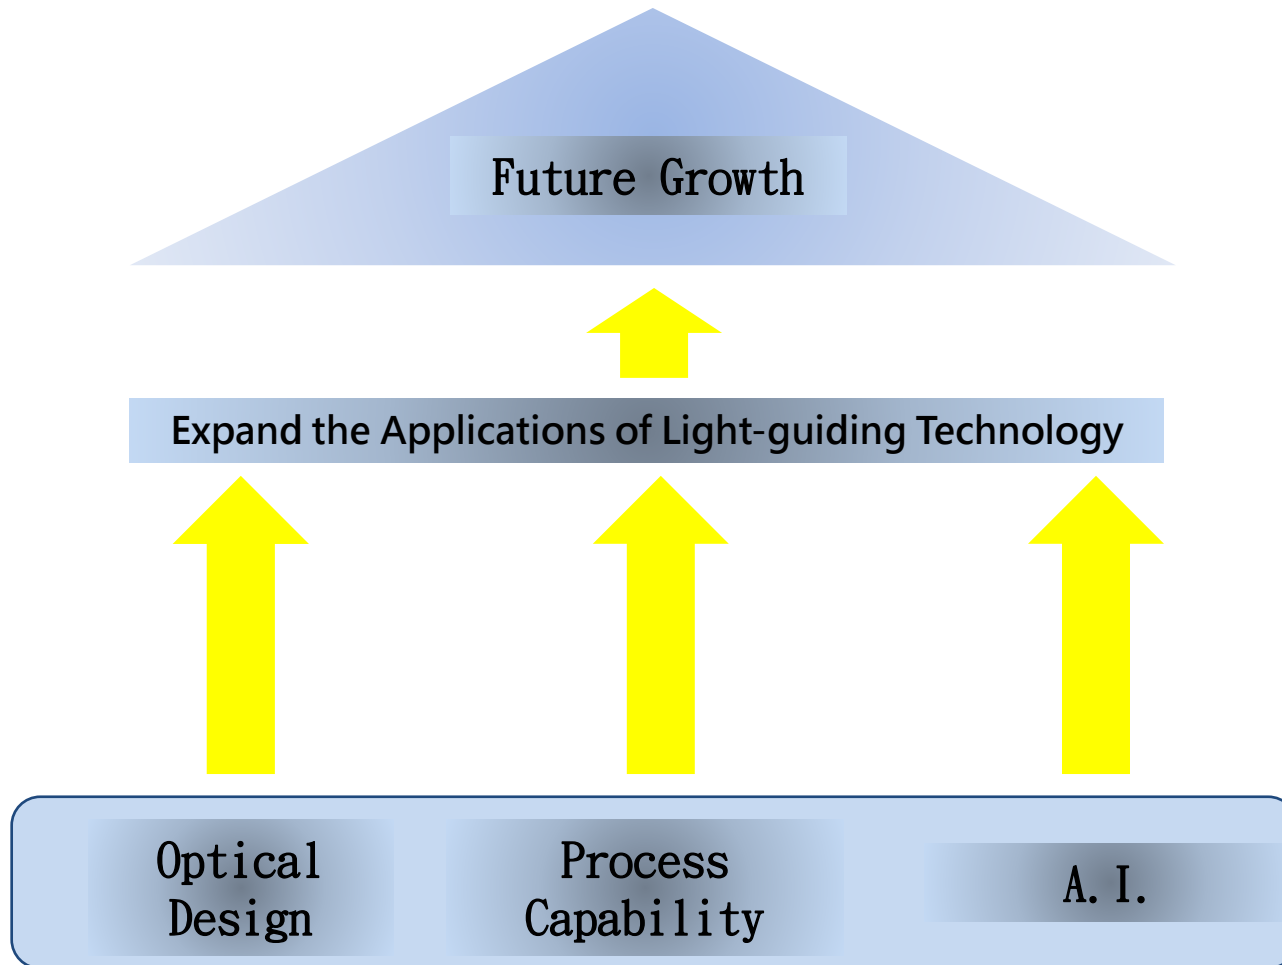 Future Growth
Expand the Applications of Light-guiding Technology
Optical
Design
Process
Capability
A.I.